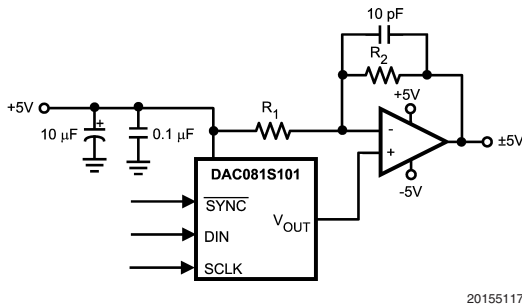 10 pF
R2
+5V
R1
+5V
10 µF
+
0.1 µF
-
+
±5V
-5V
DAC081S101
SYNC
VOUT
DIN
SCLK
20155117